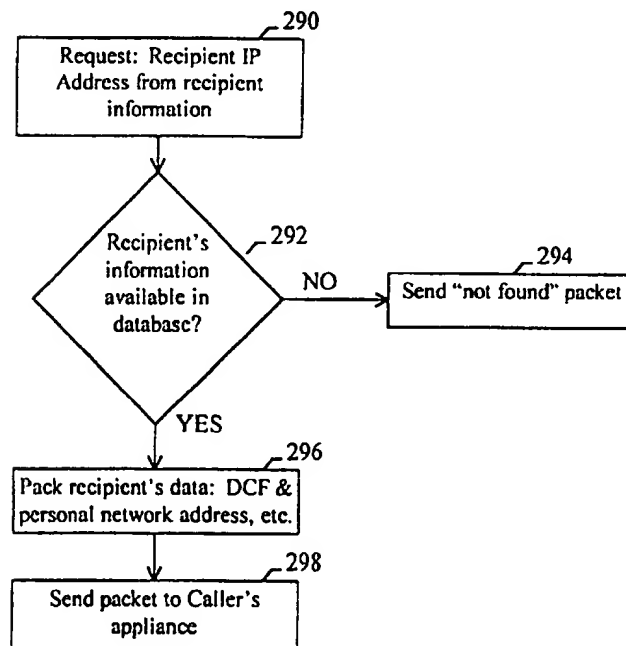 290
Request: Recipient IP
Address from recipient
information
292
Recipient's
information
available in
database?
NO
294
Send "not found" packet
YES
296
Pack recipient's data: DCF &
personal network address, etc.
298
Send packet to Caller's
appliance